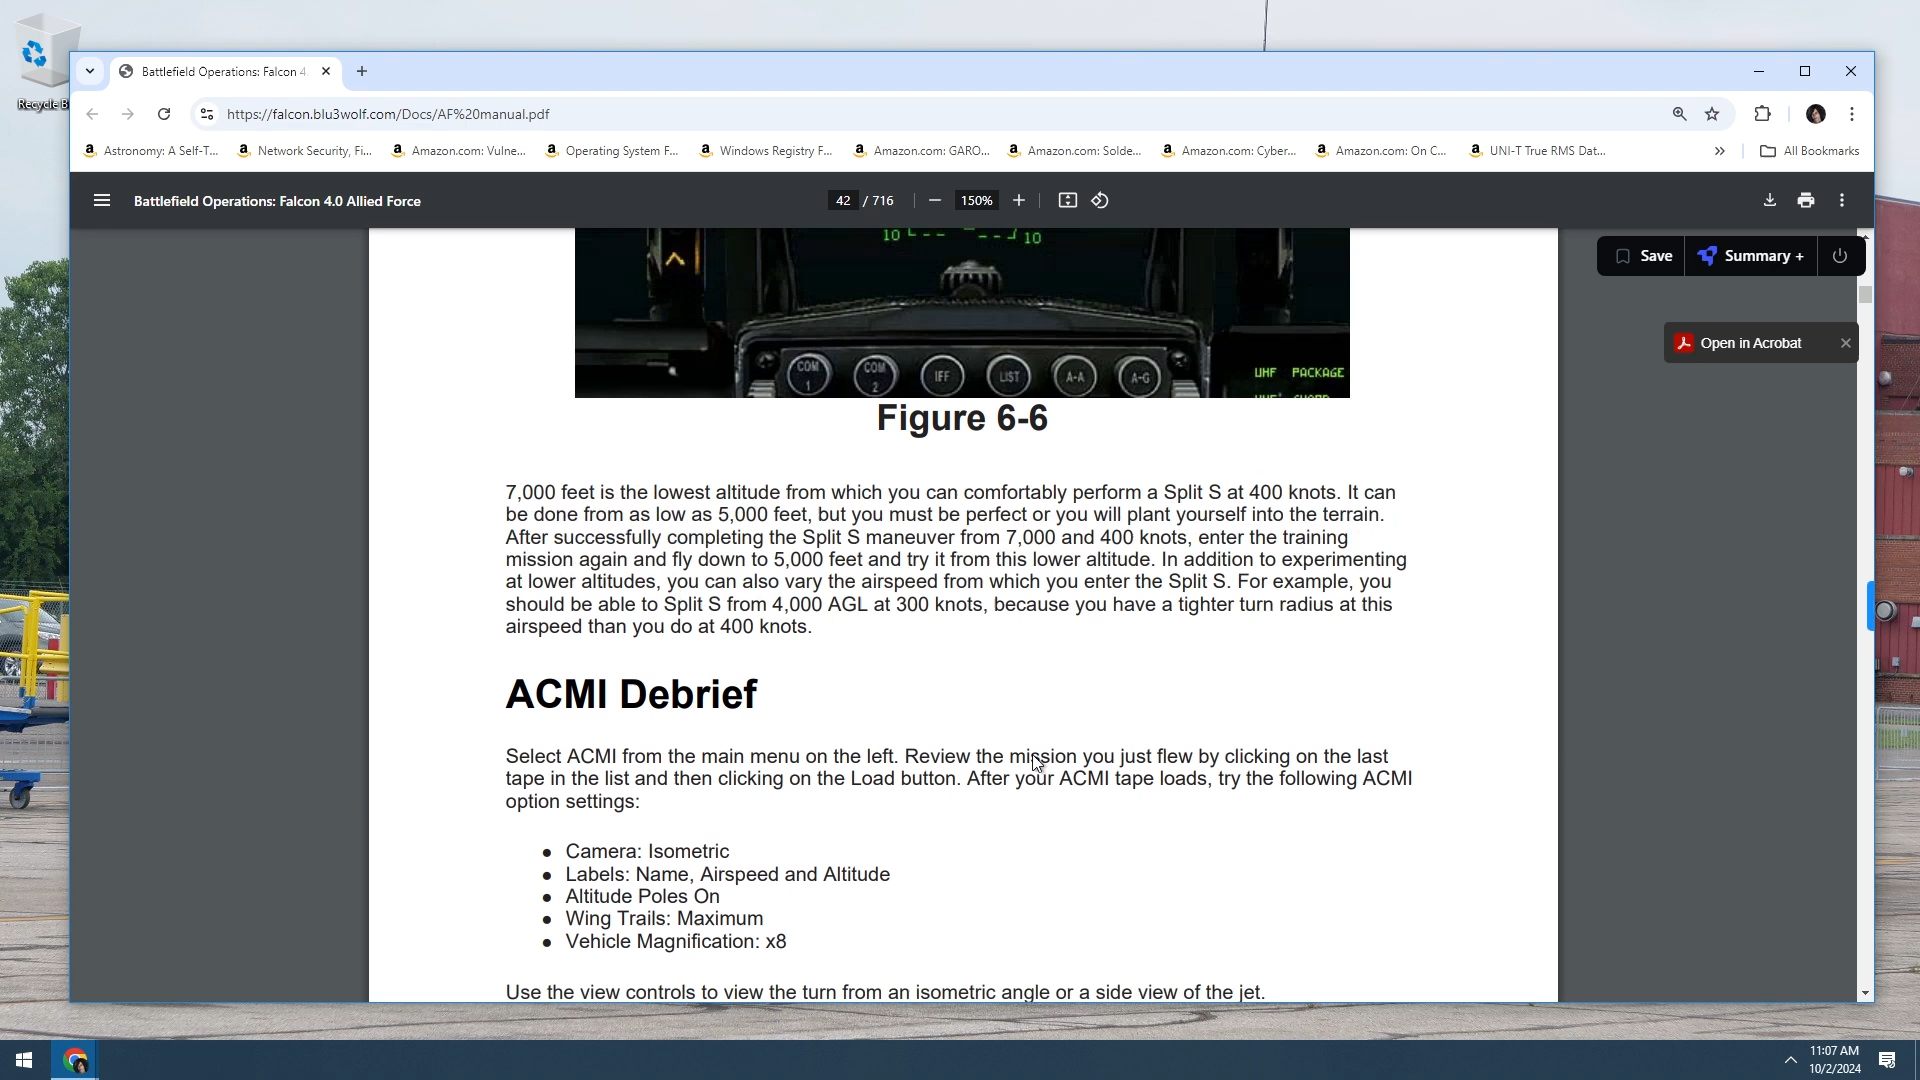 Recycle B
Battlefield Operations: Falcon 4
https://falcon.blu3wolf.com/Docs/AF%20manual.pdf
Astronomy: A Self-T...
Network Security, Fi...
Amazon.com: Vulne...
Operating System F...
Windows Registry F...
Amazon.com: GARO...
Amazon.com: Solde...
Amazon.com: Cyber...
Amazon.com: On C...
UNI-T True RMS Dat...
All Bookmarks
Battlefield Operations: Falcon 4.0 Allied Force
42 / 716
150%
Save
Summary +
Open in Acrobat
10
10
COM 1
COM 2
IFF
LIST
A-A
A-G
UHF PACKAGE
Figure 6-6
7,000 feet is the lowest altitude from which you can comfortably perform a Split S at 400 knots. It can
be done from as low as 5,000 feet, but you must be perfect or you will plant yourself into the terrain.
After successfully completing the Split S maneuver from 7,000 and 400 knots, enter the training
mission again and fly down to 5,000 feet and try it from this lower altitude. In addition to experimenting
at lower altitudes, you can also vary the airspeed from which you enter the Split S. For example, you
should be able to Split S from 4,000 AGL at 300 knots, because you have a tighter turn radius at this
airspeed than you do at 400 knots.
ACMI Debrief
Select ACMI from the main menu on the left. Review the mission you just flew by clicking on the last
tape in the list and then clicking on the Load button. After your ACMI tape loads, try the following ACMI
option settings:
● Camera: Isometric
● Labels: Name, Airspeed and Altitude
● Altitude Poles On
● Wing Trails: Maximum
● Vehicle Magnification: x8
Use the view controls to view the turn from an isometric angle or a side view of the jet.
11:07 AM
10/2/2024